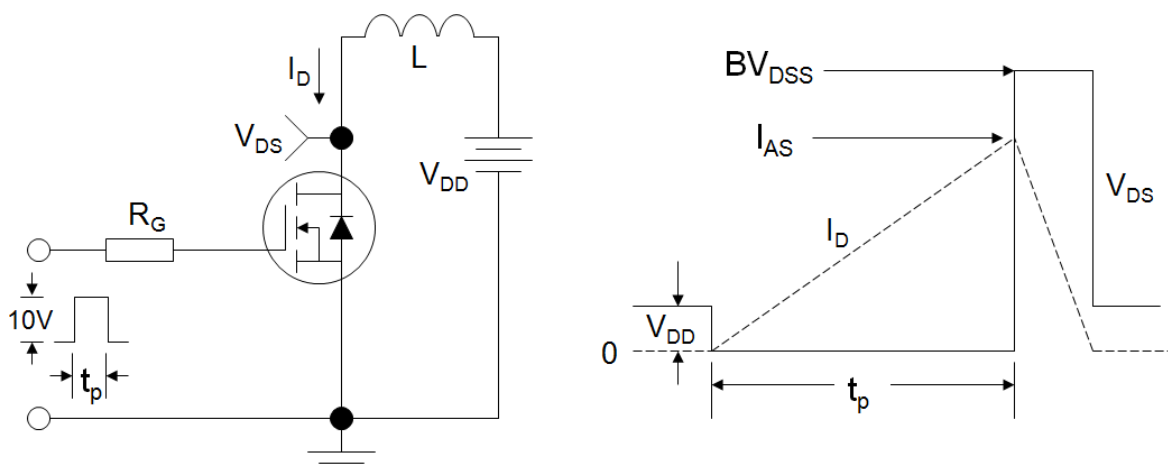 I_D
L
V_DS
V_DD
R_G
10V
t_p
BV_DSS
I_AS
V_DS
I_D
V_DD
0
t_p